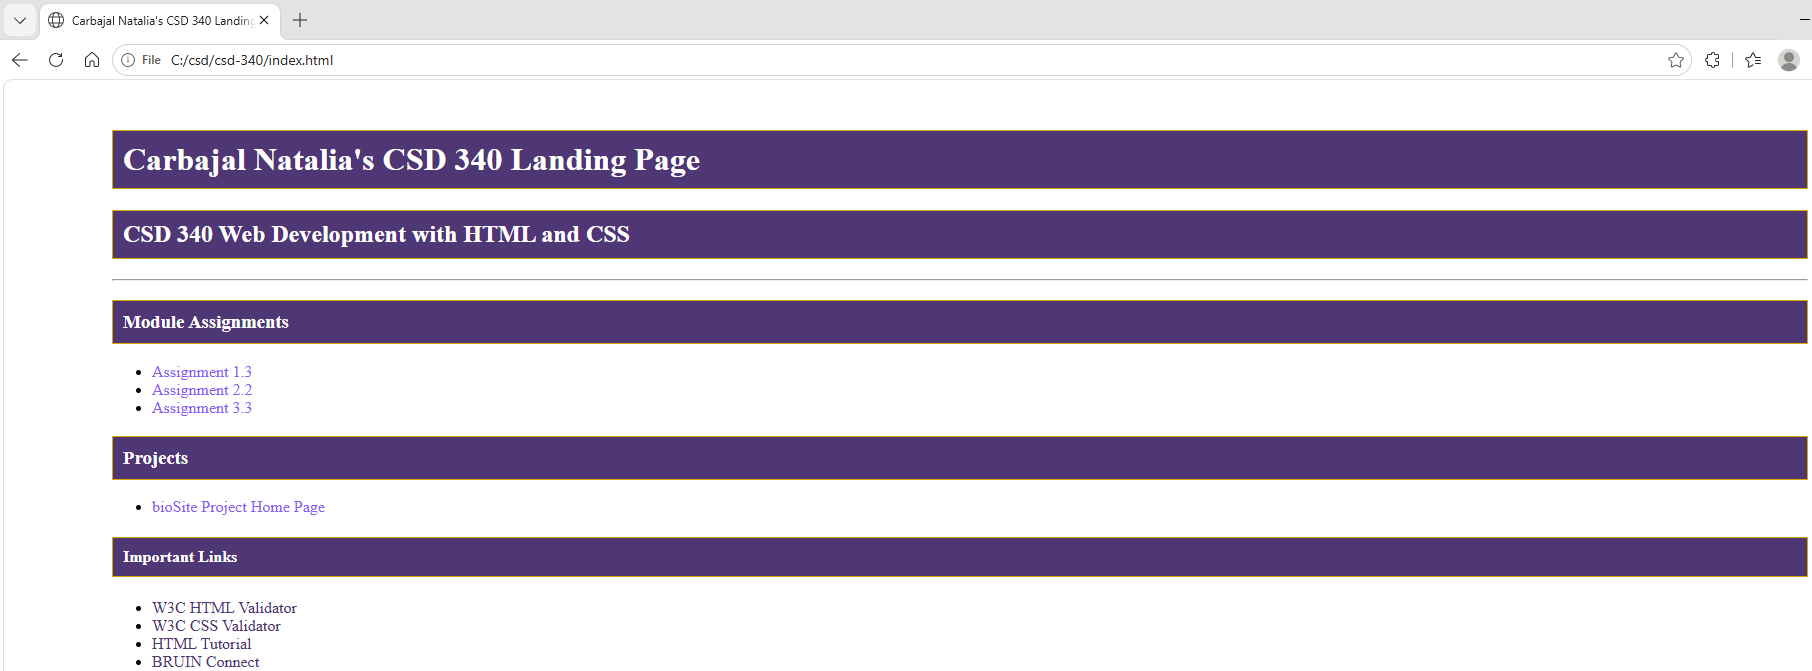 Carbajal Natalia's CSD 340 Landing
File C:/csd/csd-340/index.html
Carbajal Natalia's CSD 340 Landing Page
CSD 340 Web Development with HTML and CSS
Module Assignments
Assignment 1.3
Assignment 2.2
Assignment 3.3
Projects
bioSite Project Home Page
Important Links
W3C HTML Validator
W3C CSS Validator
HTML Tutorial
BRUIN Connect